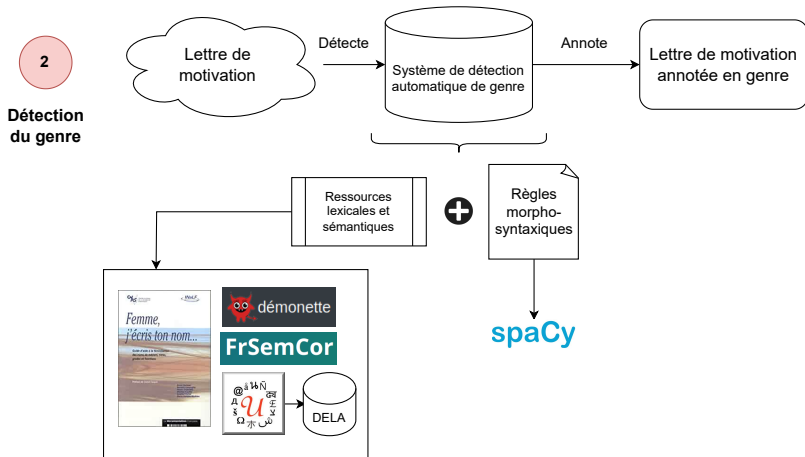 2
Détection
du genre
Lettre de
motivation
Détecte
Système de détection
automatique de genre
Annote
Lettre de motivation
annotée en genre
Ressources
lexicales et
sémantiques
Règles
morpho-
syntaxiques
Femme,
j'écris ton nom...
démonette
FrSemCor
U
DELA
spaCy